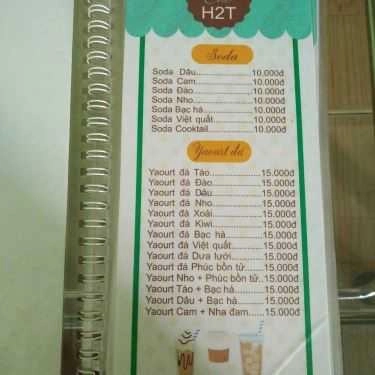 H2T
Soda
Soda Dâu..................10.000đ
Soda Cam..................10.000đ
Soda Đào..................10.000đ
Soda Nho..................10.000đ
Soda Bạc hà..................10.000đ
Soda Việt quất..................10.000đ
Soda Cooktail..................10.000đ
Yaourt đá
Yaourt đá Táo..................15.000đ
Yaourt đá Đào..................15.000đ
Yaourt đá Dâu..................15.000đ
Yaourt đá Nho..................15.000đ
Yaourt đá Xoài..................15.000đ
Yaourt đá Kiwi..................15.000đ
Yaourt đá Bạc hà..................15.000đ
Yaourt đá Việt quất..........15.000đ
Yaourt đá Dưa lưới..........15.000đ
Yaourt đá Phúc bồn tử.....15.000đ
Yaourt Nho + Phúc bồn tử..15.000đ
Yaourt Táo + Bạc hà........15.000đ
Yaourt Dâu + Bạc hà........15.000đ
Yaourt Cam + Nha đam......15.000đ